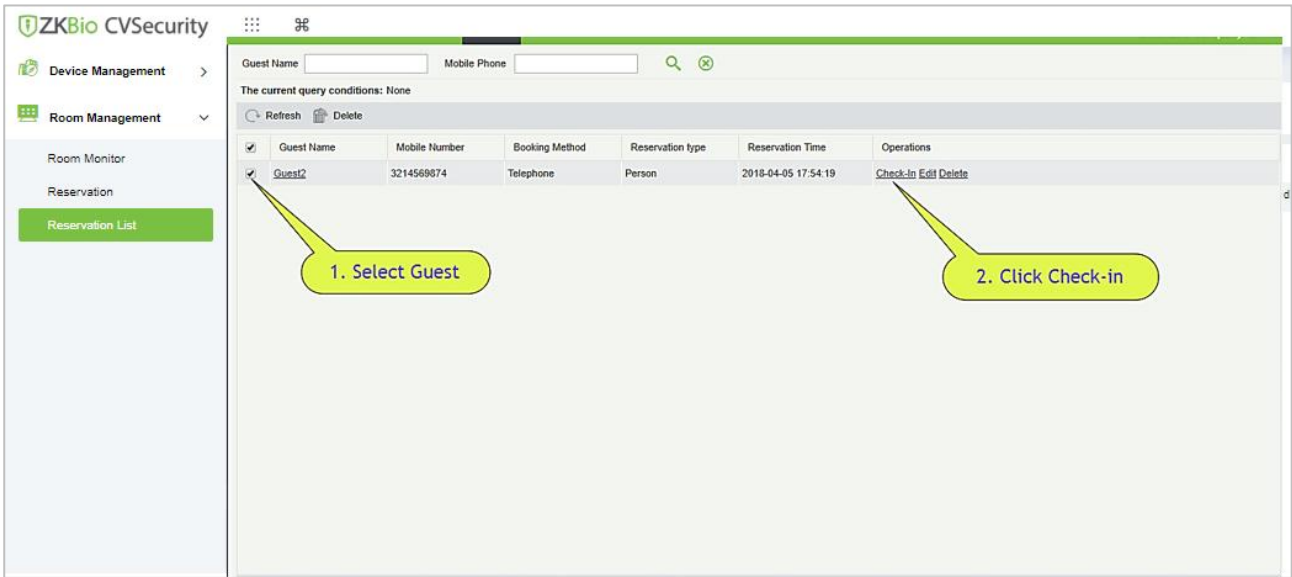 ZKBio CVSecurity
Device Management
Room Management
Room Monitor
Reservation
Reservation List
Guest Name Mobile Phone
The current query conditions: None
Refresh Delete
Guest Name Mobile Number Booking Method Reservation type Reservation Time Operations
Guest2 3214569874 Telephone Person 2018-04-05 17:54:19 Check-In Edit Delete
1. Select Guest
2. Click Check-in
d